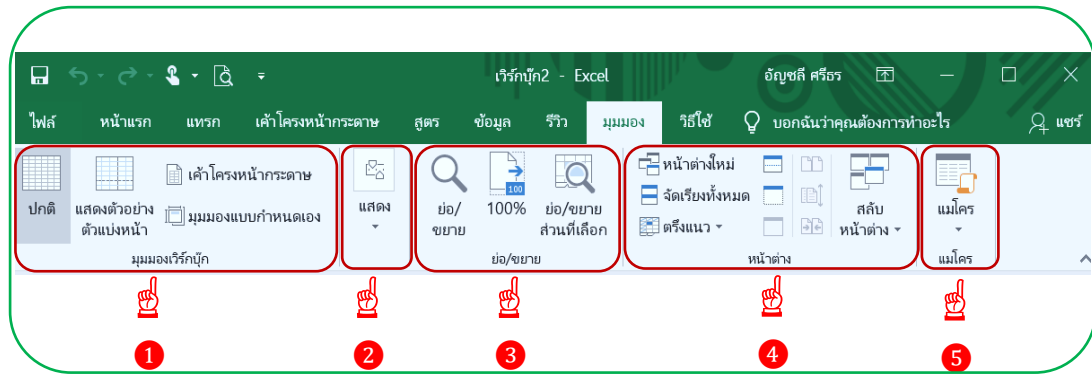 เวิร์กบุ๊ก2 - Excel
อัญชลี ศรีธร
ไฟล์ หน้าแรก แทรก เค้าโครงหน้ากระดาษ สูตร ข้อมูล รีวิว มุมมอง วิธีใช้ บอกฉันว่าคุณต้องการทำอะไร แชร์
ปกติ
แสดงตัวอย่าง
ตัวแบ่งหน้า
เค้าโครงหน้ากระดาษ
มุมมองแบบกำหนดเอง
มุมมองเวิร์กบุ๊ก
แสดง
ย่อ/
ขยาย
100
100%
ย่อ/ขยาย
ส่วนที่เลือก
ย่อ/ขยาย
หน้าต่างใหม่
จัดเรียงทั้งหมด
ตรึงแนว
สลับ
หน้าต่าง
หน้าต่าง
แมโคร
แมโคร
1 2 3 4 5